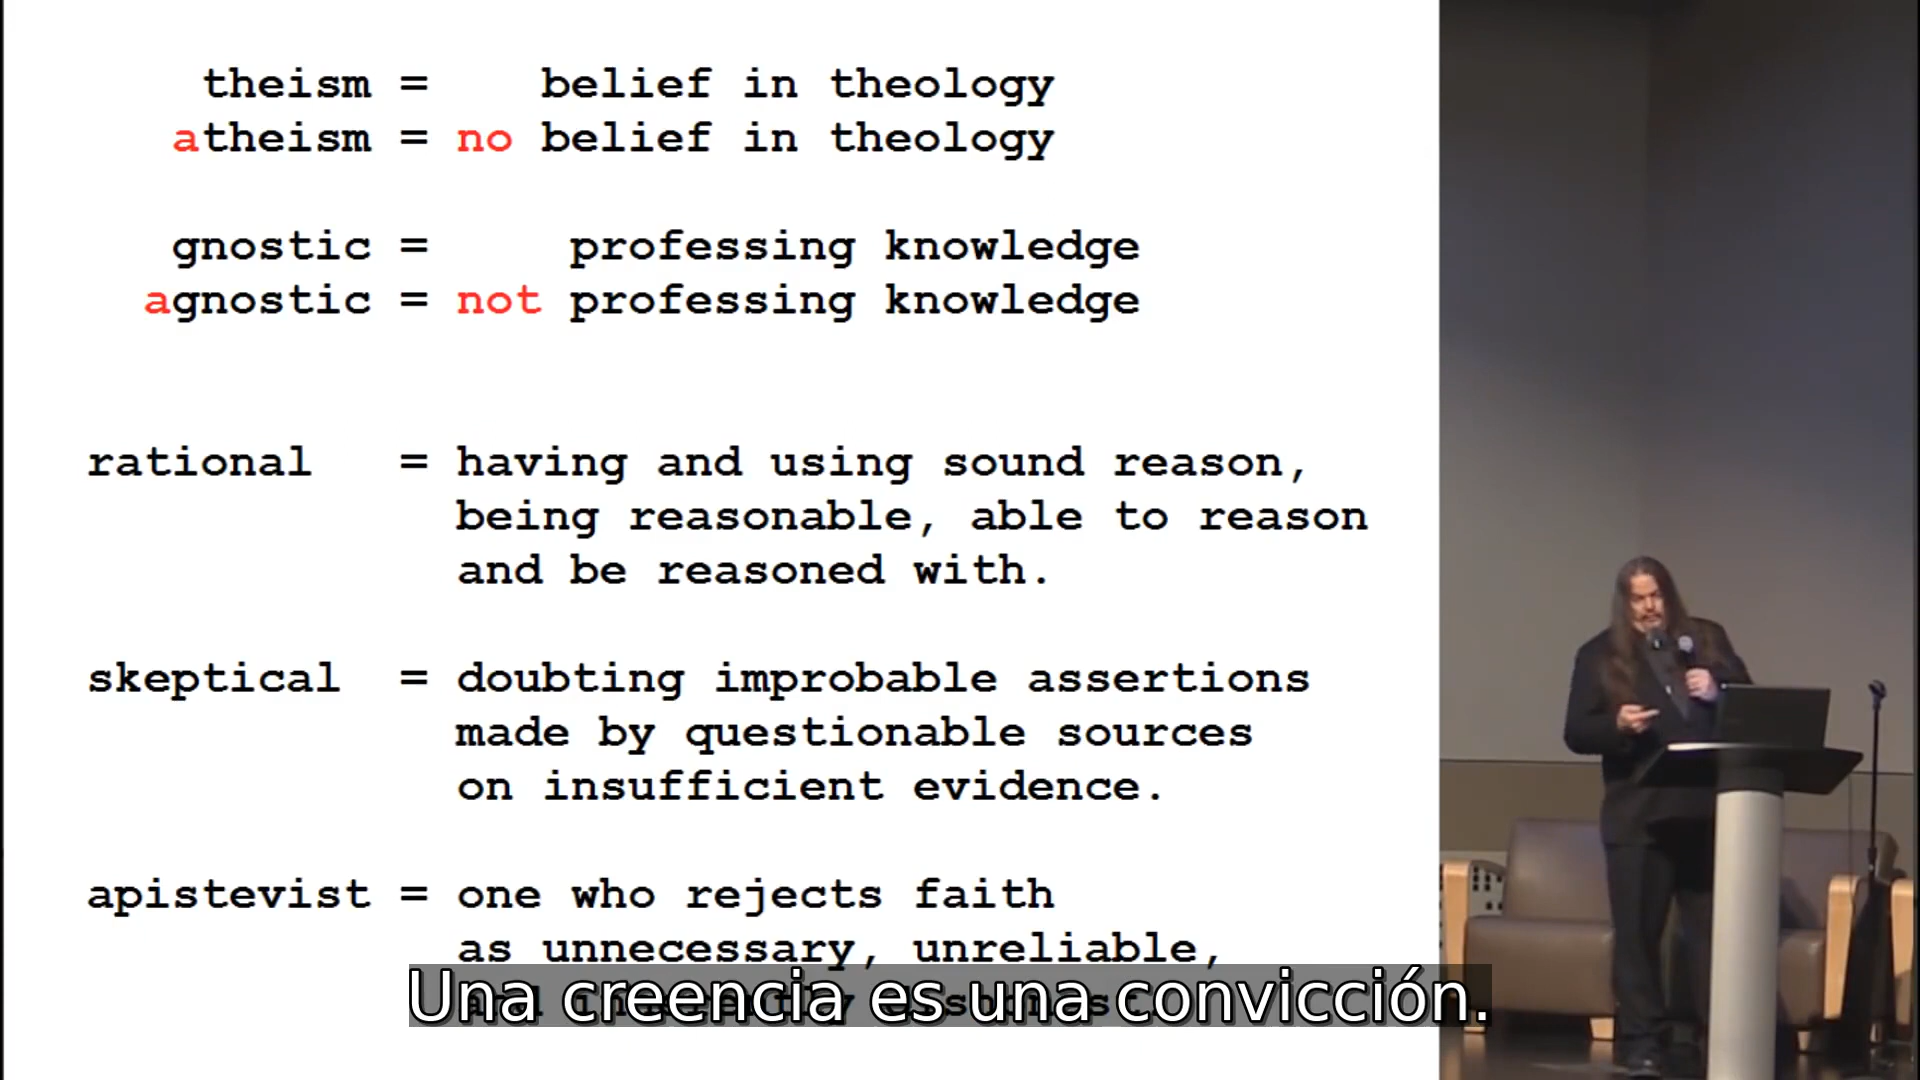 theism = belief in theology
atheism = no belief in theology
gnostic = professing knowledge
agnostic = not professing knowledge
rational = having and using sound reason,
being reasonable, able to reason
and be reasoned with.
skeptical = doubting improbable assertions
made by questionable sources
on insufficient evidence.
apistevist = one who rejects faith
as unnecessary, unreliable,
Una creencia es una convicción.